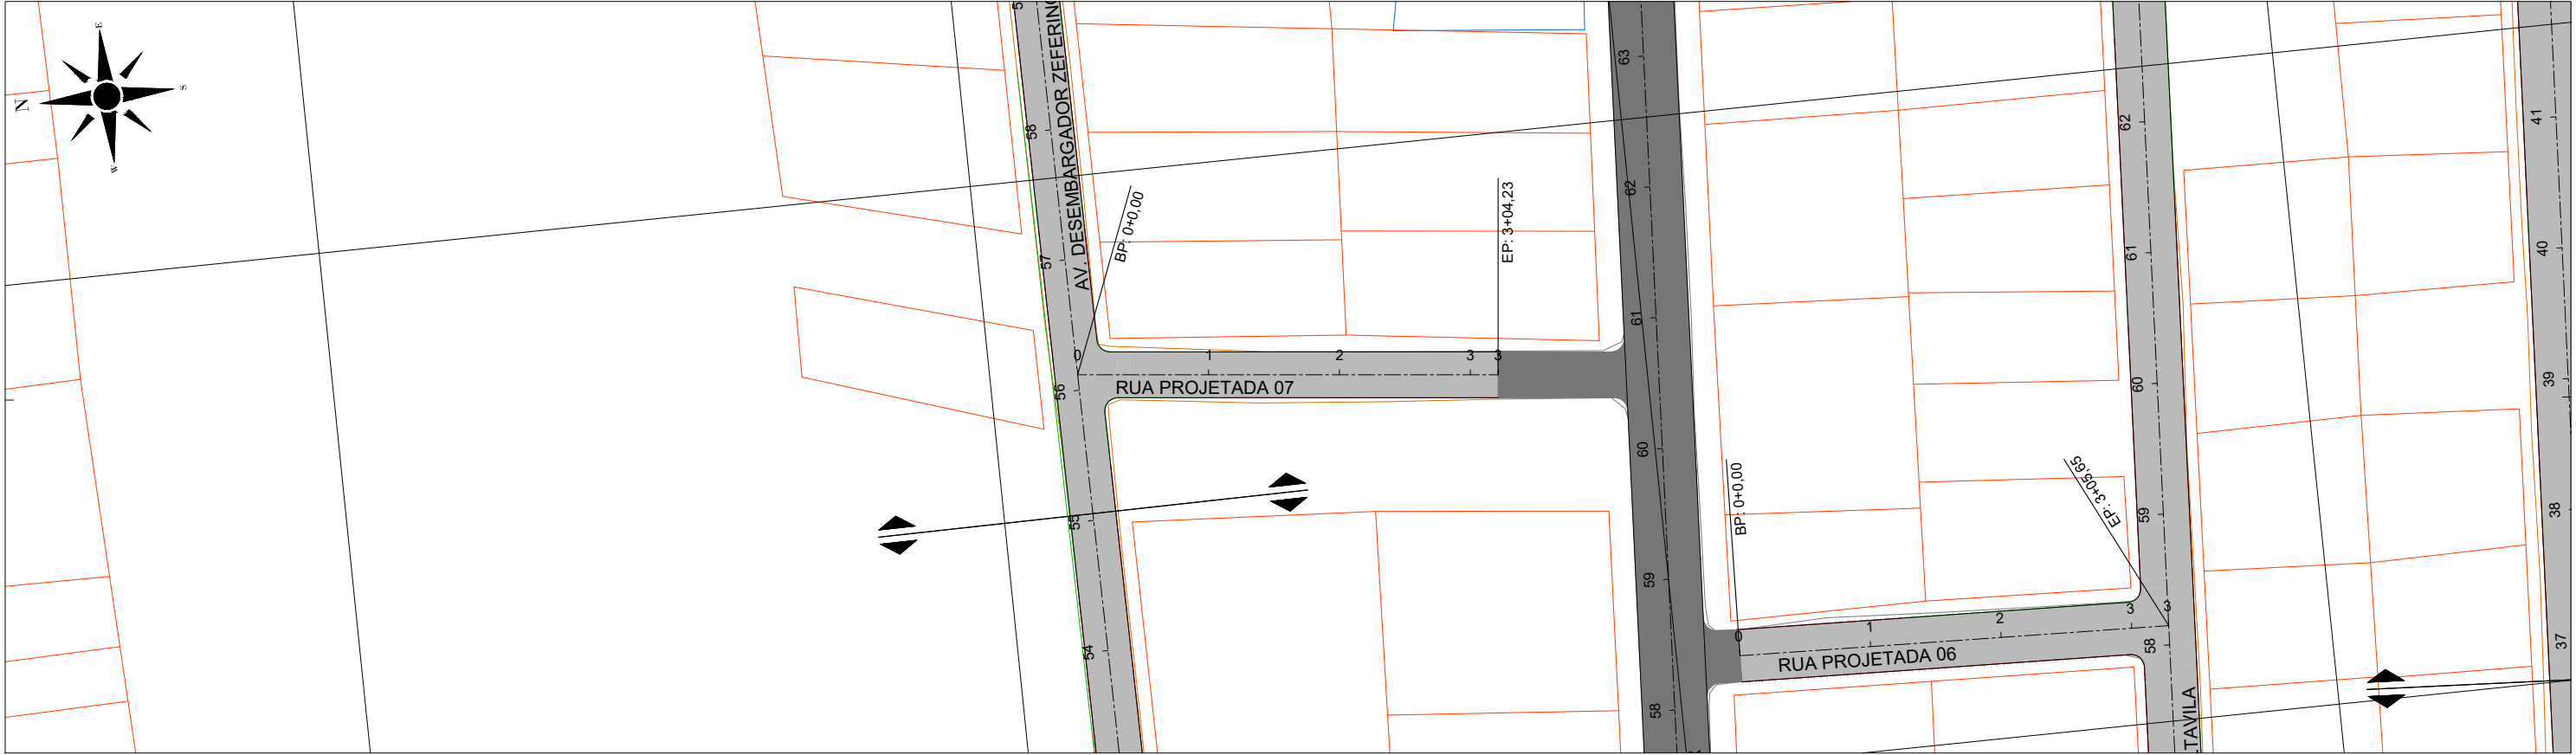 E
N
S
W
AV. DESEMBARGADOR ZEFERINO
58
57
56
55
54
BP: 0+0,00
EP: 3+04,23
0
1
2
3
3
RUA PROJETADA 07
63
62
61
60
59
58
BP: 0+0,00
EP: 3+05,65
0
1
2
3
3
RUA PROJETADA 06
62
61
60
59
58
TAVILA
41
40
39
38
37